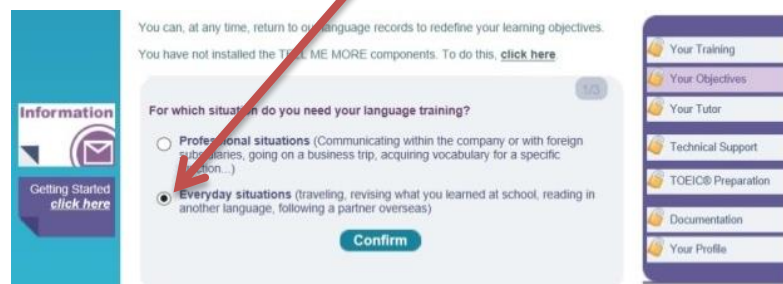 You can, at any time, return to our language records to redefine your learning objectives.
You have not installed the TELL ME MORE components. To do this, click here.
1/3
For which situation do you need your language training?
Professional situations (Communicating within the company or with foreign
subsidiaries, going on a business trip, acquiring vocabulary for a specific
function...)
Everyday situations (traveling, revising what you learned at school, reading in
another language, following a partner overseas)
Confirm
Information
Getting Started
click here
Your Training
Your Objectives
Your Tutor
Technical Support
TOEIC® Preparation
Documentation
Your Profile